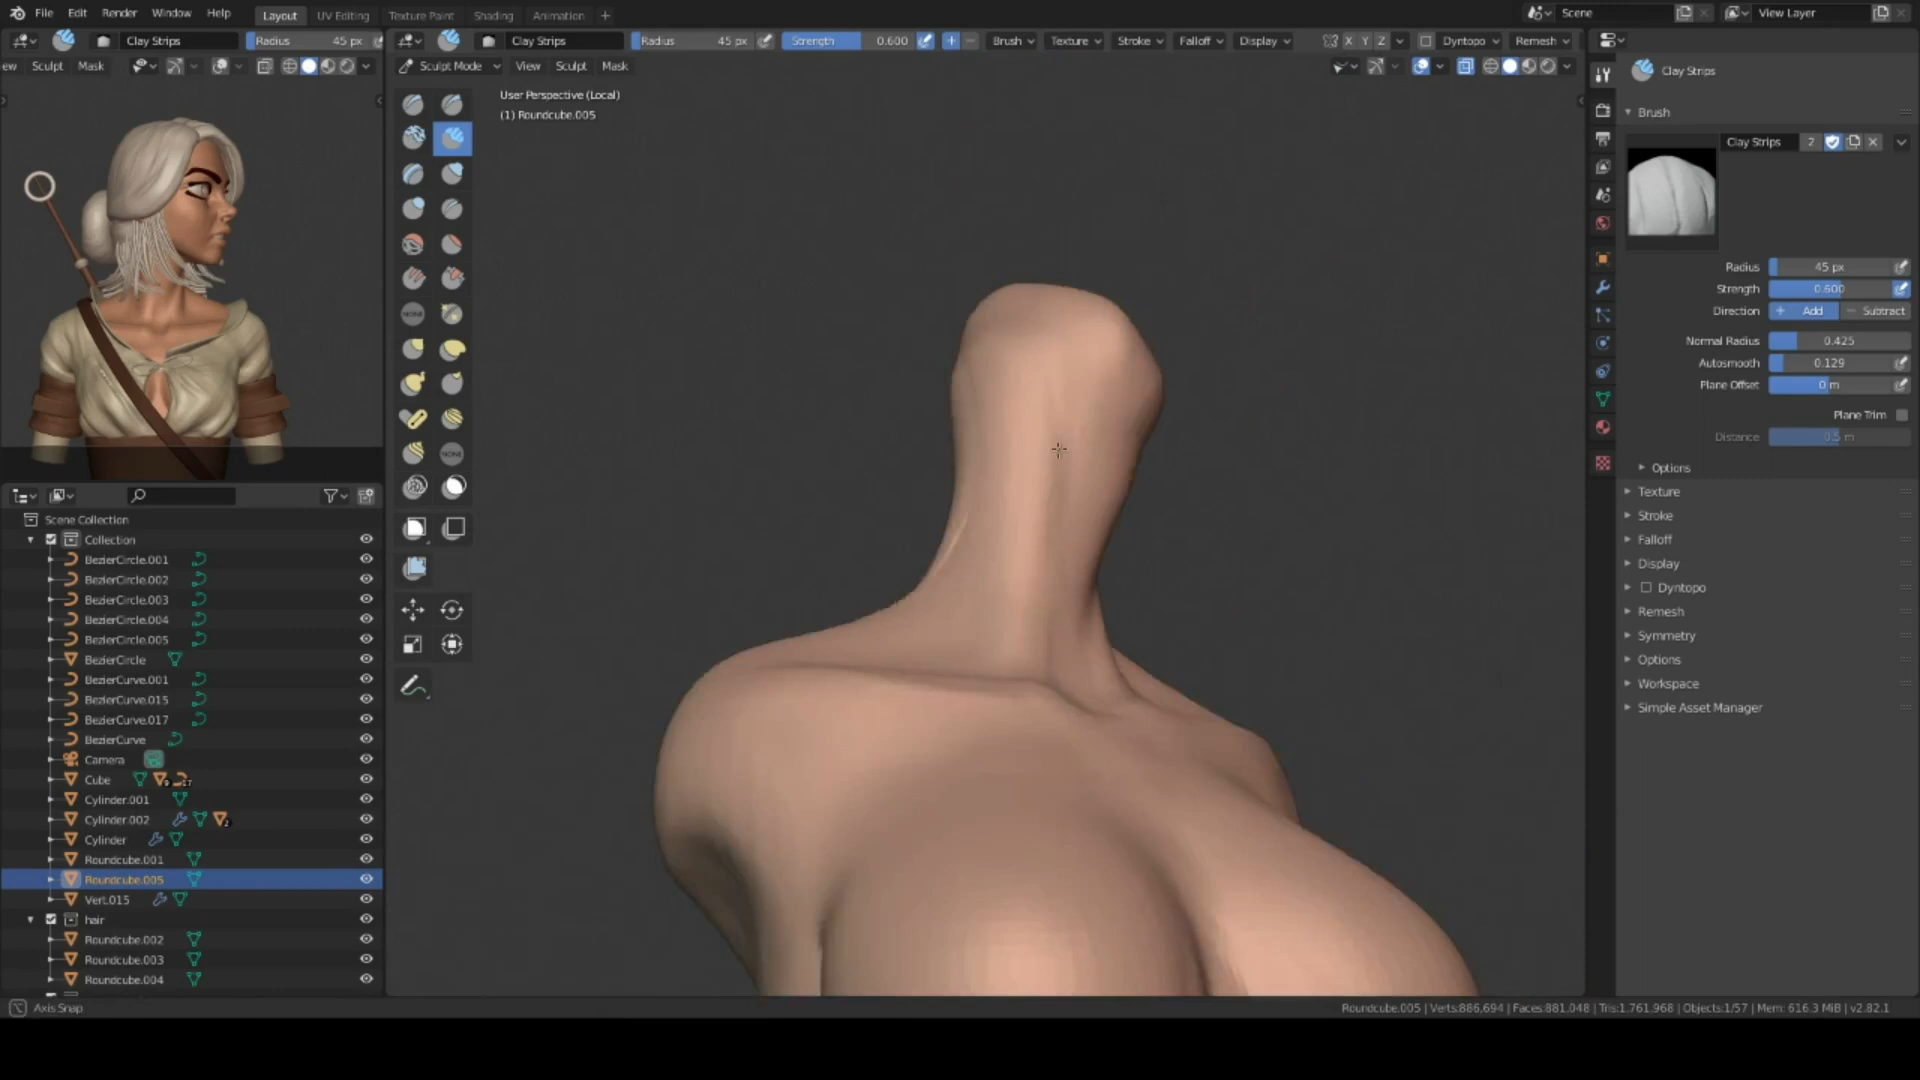 File Edit Render Window Help Layout UV Editing Texture Paint Shading Animation + Scene View Layer
Clay Strips Radius 45 px Clay Strips Radius 45 px Strength 0.600 Brush Texture Stroke Falloff Display X Y Z Dyntopo Remesh
ew Sculpt Mask Sculpt Mode View Sculpt Mask
Clay Strips
User Perspective (Local)
(1) Roundcube.005
Brush
Clay Strips 2
Radius 45 px
Strength 0.600
Direction Add Subtract
Normal Radius 0.425
Autosmooth 0.129
Plane Offset 0 m
Plane Trim
Distance 0.5 m
Options
Texture
Stroke
Falloff
Display
Dyntopo
Remesh
Symmetry
Options
Workspace
Simple Asset Manager
NONE
NONE
Scene Collection
Collection
BezierCircle.001
BezierCircle.002
BezierCircle.003
BezierCircle.004
BezierCircle.005
BezierCircle
BezierCurve.001
BezierCurve.015
BezierCurve.017
BezierCurve
Camera
Cube
Cylinder.001
Cylinder.002
Cylinder
Roundcube.001
Roundcube.005
Vert.015
hair
Roundcube.002
Roundcube.003
Roundcube.004
Axis Snap
Roundcube.005 | Verts:886,694 | Faces:881,048 | Tris:1,761,968 | Objects:1/57 | Mem: 616.3 MiB | v2.82.1